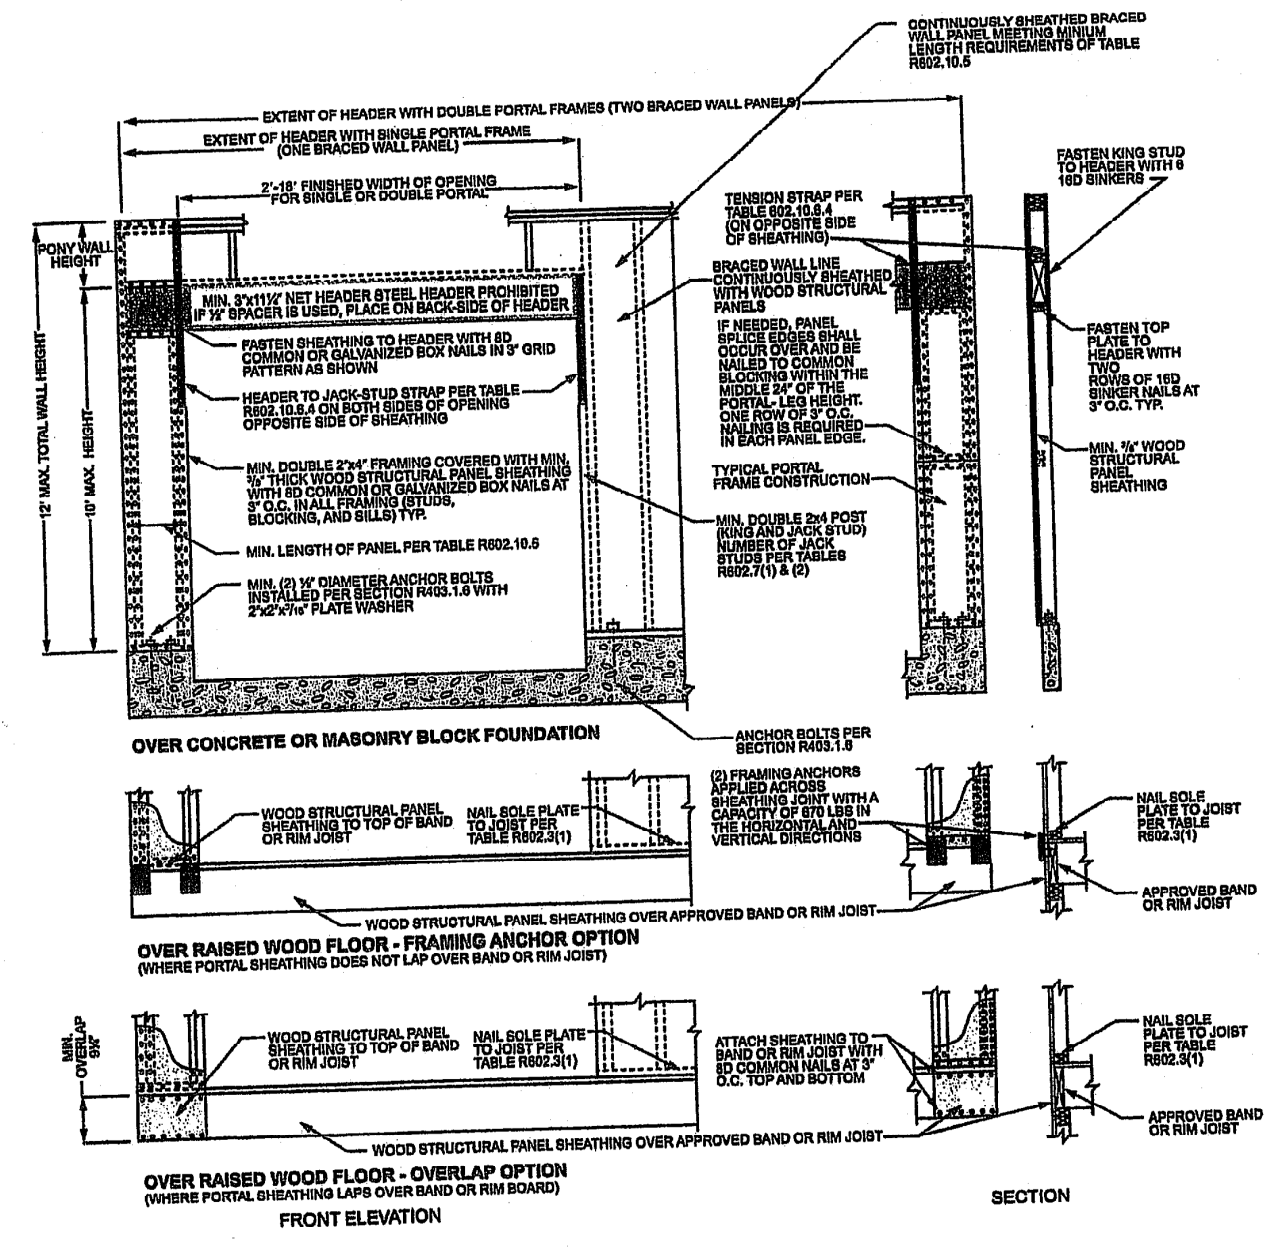 CONTINUOUSLY SHEATHED BRACED
WALL PANEL MEETING MINIUM
LENGTH REQUIREMENTS OF TABLE
R602.10.5
EXTENT OF HEADER WITH DOUBLE PORTAL FRAMES (TWO BRACED WALL PANELS)
EXTENT OF HEADER WITH SINGLE PORTAL FRAME
(ONE BRACED WALL PANEL)
2'-18' FINISHED WIDTH OF OPENING
FOR SINGLE OR DOUBLE PORTAL
FASTEN KING STUD
TO HEADER WITH 6
16D SINKERS
TENSION STRAP PER
TABLE 602.10.6.4
(ON OPPOSITE SIDE
OF SHEATHING)
PONY WALL
HEIGHT
BRACED WALL LINE
CONTINUOUSLY SHEATHED
WITH WOOD STRUCTURAL
PANELS
MIN. 3"x11¼" NET HEADER STEEL HEADER PROHIBITED
IF ½" SPACER IS USED, PLACE ON BACK-SIDE OF HEADER
FASTEN SHEATHING TO HEADER WITH 8D
COMMON OR GALVANIZED BOX NAILS IN 3" GRID
PATTERN AS SHOWN
IF NEEDED, PANEL
SPLICE EDGES SHALL
OCCUR OVER AND BE
NAILED TO COMMON
BLOCKING WITHIN THE
MIDDLE 24" OF THE
PORTAL- LEG HEIGHT.
ONE ROW OF 3" O.C.
NAILING IS REQUIRED
IN EACH PANEL EDGE.
FASTEN TOP
PLATE TO
HEADER WITH
TWO
ROWS OF 16D
SINKER NAILS AT
3" O.C. TYP.
HEADER TO JACK-STUD STRAP PER TABLE
R602.10.6.4 ON BOTH SIDES OF OPENING
OPPOSITE SIDE OF SHEATHING
12' MAX. TOTAL WALL HEIGHT
10" MAX. HEIGHT
MIN. DOUBLE 2"x4" FRAMING COVERED WITH MIN,
3/8" THICK WOOD STRUCTURAL PANEL SHEATHING
WITH 8D COMMON OR GALVANIZED BOX NAILS AT
3" O.C. IN ALL FRAMING (STUDS,
BLOCKING, AND SILLS) TYP.
MIN. 3/8" WOOD
STRUCTURAL
PANEL
SHEATHING
TYPICAL PORTAL
FRAME CONSTRUCTION
MIN. LENGTH OF PANEL PER TABLE R602.10.5
MIN. DOUBLE 2x4 POST
(KING AND JACK STUD)
NUMBER OF JACK
STUDS PER TABLES
R602.7(1) & (2)
MIN. (2) ½" DIAMETER ANCHOR BOLTS
INSTALLED PER SECTION R403.1.6 WITH
2"x2"x3/16" PLATE WASHER
OVER CONCRETE OR MASONRY BLOCK FOUNDATION
ANCHOR BOLTS PER
SECTION R403.1.6
WOOD STRUCTURAL PANEL
SHEATHING TO TOP OF BAND
OR RIM JOIST
NAIL SOLE PLATE
TO JOIST PER
TABLE R602.3(1)
(2) FRAMING ANCHORS
APPLIED ACROSS
SHEATHING JOINT WITH A
CAPACITY OF 670 LBS IN
THE HORIZONTAL AND
VERTICAL DIRECTIONS
NAIL SOLE
PLATE TO JOIST
PER TABLE
R602.3(1)
APPROVED BAND
OR RIM JOIST
WOOD STRUCTURAL PANEL SHEATHING OVER APPROVED BAND OR RIM JOIST
OVER RAISED WOOD FLOOR - FRAMING ANCHOR OPTION
(WHERE PORTAL SHEATHING DOES NOT LAP OVER BAND OR RIM JOIST)
MIN.
OVERLAP
9¼"
WOOD STRUCTURAL PANEL
SHEATHING TO TOP OF BAND
OR RIM JOIST
NAIL SOLE PLATE
TO JOIST PER
TABLE R602.3(1)
ATTACH SHEATHING TO
BAND OR RIM JOIST WITH
8D COMMON NAILS AT 3"
O.C. TOP AND BOTTOM
NAIL SOLE
PLATE TO JOIST
PER TABLE
R602.3(1)
APPROVED BAND
OR RIM JOIST
WOOD STRUCTURAL PANEL SHEATHING OVER APPROVED BAND OR RIM JOIST
OVER RAISED WOOD FLOOR - OVERLAP OPTION
(WHERE PORTAL SHEATHING LAPS OVER BAND OR RIM BOARD)
FRONT ELEVATION
SECTION